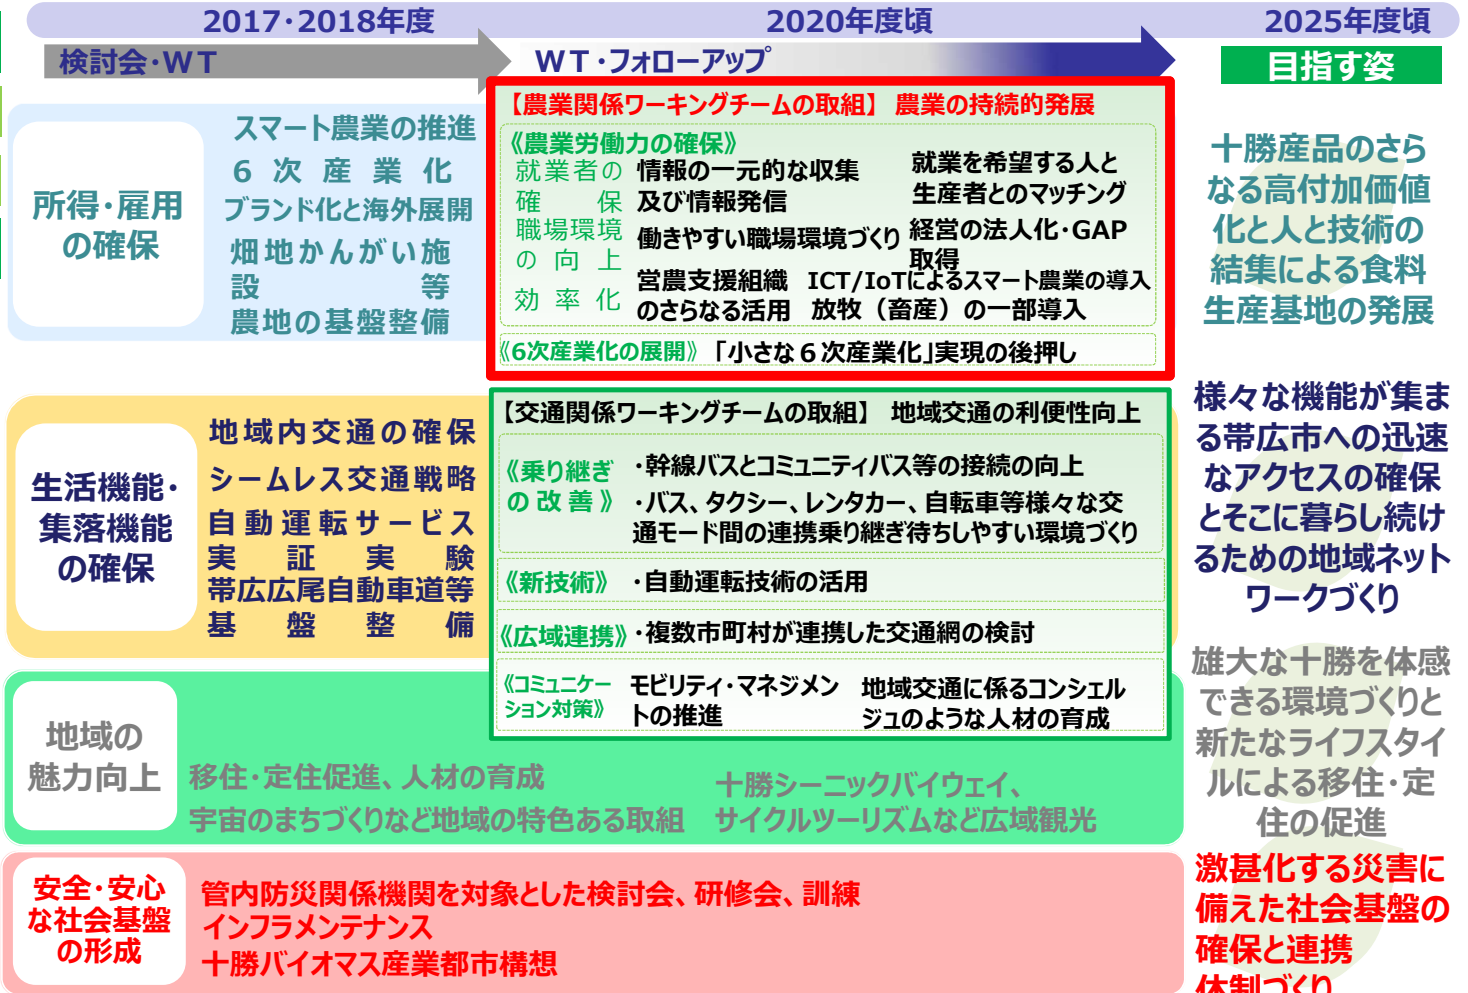 2017・2018年度
2020年度頃
2025年度頃
検討会・WT
WT・フォローアップ
目指す姿
所得・雇用
の確保
スマート農業の推進
６次産業化
ブランド化と海外展開
畑地かんがい施
設等
農地の基盤整備
【農業関係ワーキングチームの取組】 農業の持続的発展
《農業労働力の確保》
就業者の
確保
情報の一元的な収集
及び情報発信
就業を希望する人と
生産者とのマッチング
職場環境
の向上
働きやすい職場環境づくり
経営の法人化・GAP
取得
効率化
営農支援組織
のさらなる活用
ICT/IoTによるスマート農業の導入
放牧（畜産）の一部導入
《6次産業化の展開》「小さな６次産業化」実現の後押し
十勝産品のさら
なる高付加価値
化と人と技術の
結集による食料
生産基地の発展
生活機能・
集落機能
の確保
地域内交通の確保
シームレス交通戦略
自動運転サービス
実証実験
帯広広尾自動車道等
基盤整備
【交通関係ワーキングチームの取組】 地域交通の利便性向上
《乗り継ぎ
の改善》
・幹線バスとコミュニティバス等の接続の向上
・バス、タクシー、レンタカー、自転車等様々な交
通モード間の連携乗り継ぎ待ちしやすい環境づくり
《新技術》 ・自動運転技術の活用
《広域連携》・複数市町村が連携した交通網の検討
《コミュニケー
ション対策》
モビリティ・マネジメン
トの推進
地域交通に係るコンシェル
ジュのような人材の育成
様々な機能が集ま
る帯広市への迅速
なアクセスの確保
とそこに暮らし続け
るための地域ネット
ワークづくり
地域の
魅力向上
移住・定住促進、人材の育成
宇宙のまちづくりなど地域の特色ある取組
十勝シーニックバイウェイ、
サイクルツーリズムなど広域観光
雄大な十勝を体感
できる環境づくりと
新たなライフスタイ
ルによる移住・定
住の促進
安全・安心
な社会基盤
の形成
管内防災関係機関を対象とした検討会、研修会、訓練
インフラメンテナンス
十勝バイオマス産業都市構想
激甚化する災害に
備えた社会基盤の
確保と連携
体制づくり